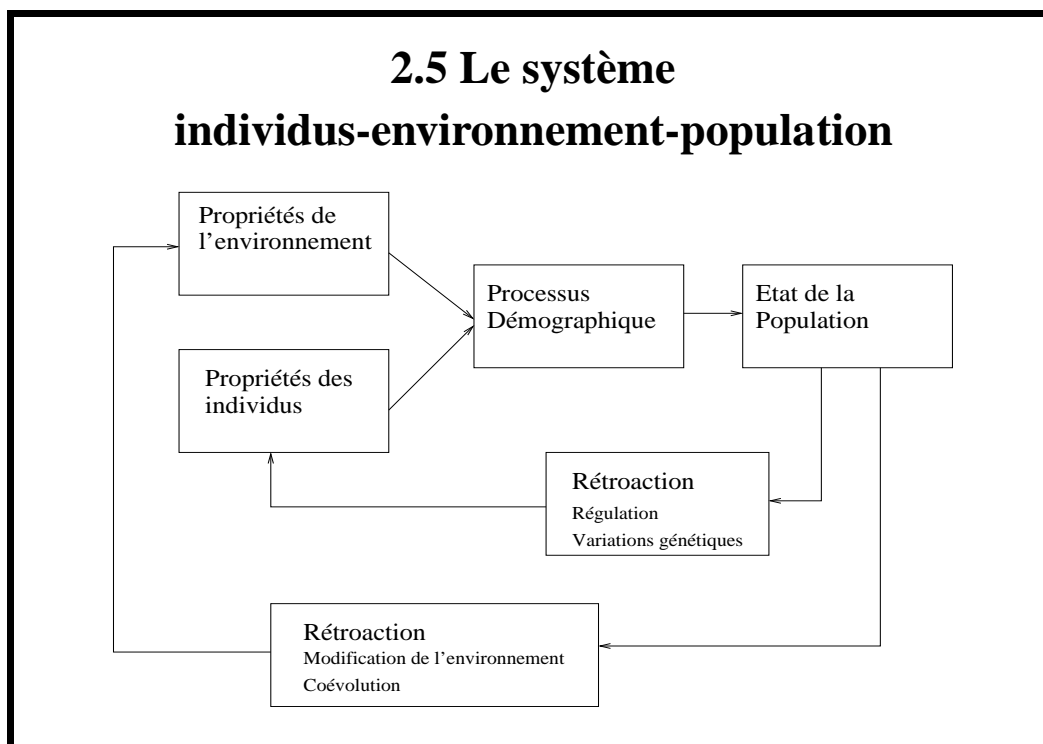 2.5 Le système
individus-environnement-population
Propriétés de
l’environnement
Processus
Démographique
Etat de la
Population
Propriétés des
individus
Rétroaction
Régulation
Variations génétiques
Rétroaction
Modification de l’environnement
Coévolution